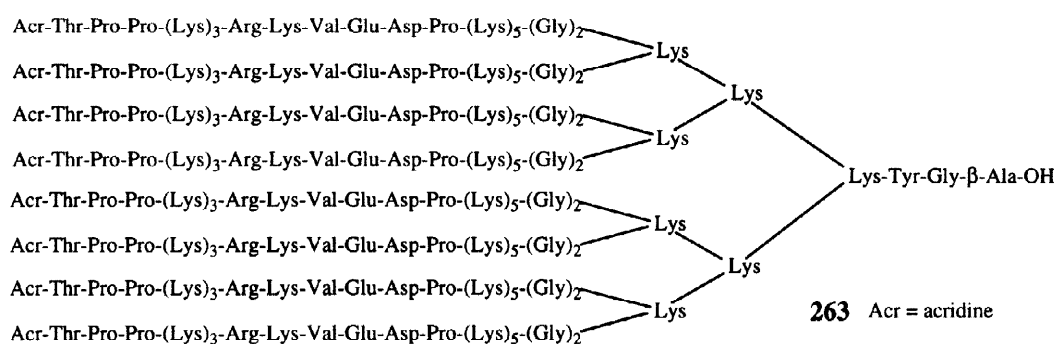 Acr-Thr-Pro-Pro-(Lys)3-Arg-Lys-Val-Glu-Asp-Pro-(Lys)5-(Gly)2
Lys
Acr-Thr-Pro-Pro-(Lys)3-Arg-Lys-Val-Glu-Asp-Pro-(Lys)5-(Gly)2
Lys
Acr-Thr-Pro-Pro-(Lys)3-Arg-Lys-Val-Glu-Asp-Pro-(Lys)5-(Gly)2
Lys
Acr-Thr-Pro-Pro-(Lys)3-Arg-Lys-Val-Glu-Asp-Pro-(Lys)5-(Gly)2
Lys-Tyr-Gly-β-Ala-OH
Acr-Thr-Pro-Pro-(Lys)3-Arg-Lys-Val-Glu-Asp-Pro-(Lys)5-(Gly)2
Lys
Acr-Thr-Pro-Pro-(Lys)3-Arg-Lys-Val-Glu-Asp-Pro-(Lys)5-(Gly)2
Lys
Acr-Thr-Pro-Pro-(Lys)3-Arg-Lys-Val-Glu-Asp-Pro-(Lys)5-(Gly)2
Lys
263 Acr = acridine
Acr-Thr-Pro-Pro-(Lys)3-Arg-Lys-Val-Glu-Asp-Pro-(Lys)5-(Gly)2